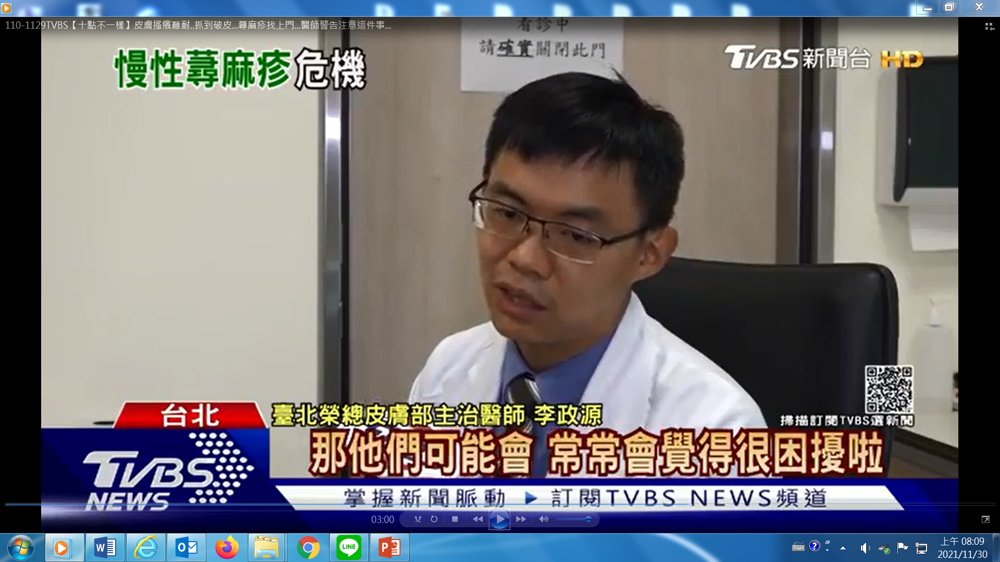 110-1129TVBS【十點不一樣】皮膚搔癢難耐..抓到破皮...蕁麻疹找上門...醫師警告注意這件事...
看診中
請確實關閉此門
慢性蕁麻疹危機
TVBS新聞台 HD
台北
臺北榮總皮膚部主治醫師 李政源
掃描訂閱TVBS選新聞
那他們可能會 常常會覺得很困擾啦
TVBS
NEWS
掌握新聞脈動 ▶ 訂閱TVBS NEWS頻道
03:00
LINE
上午 08:09
2021/11/30